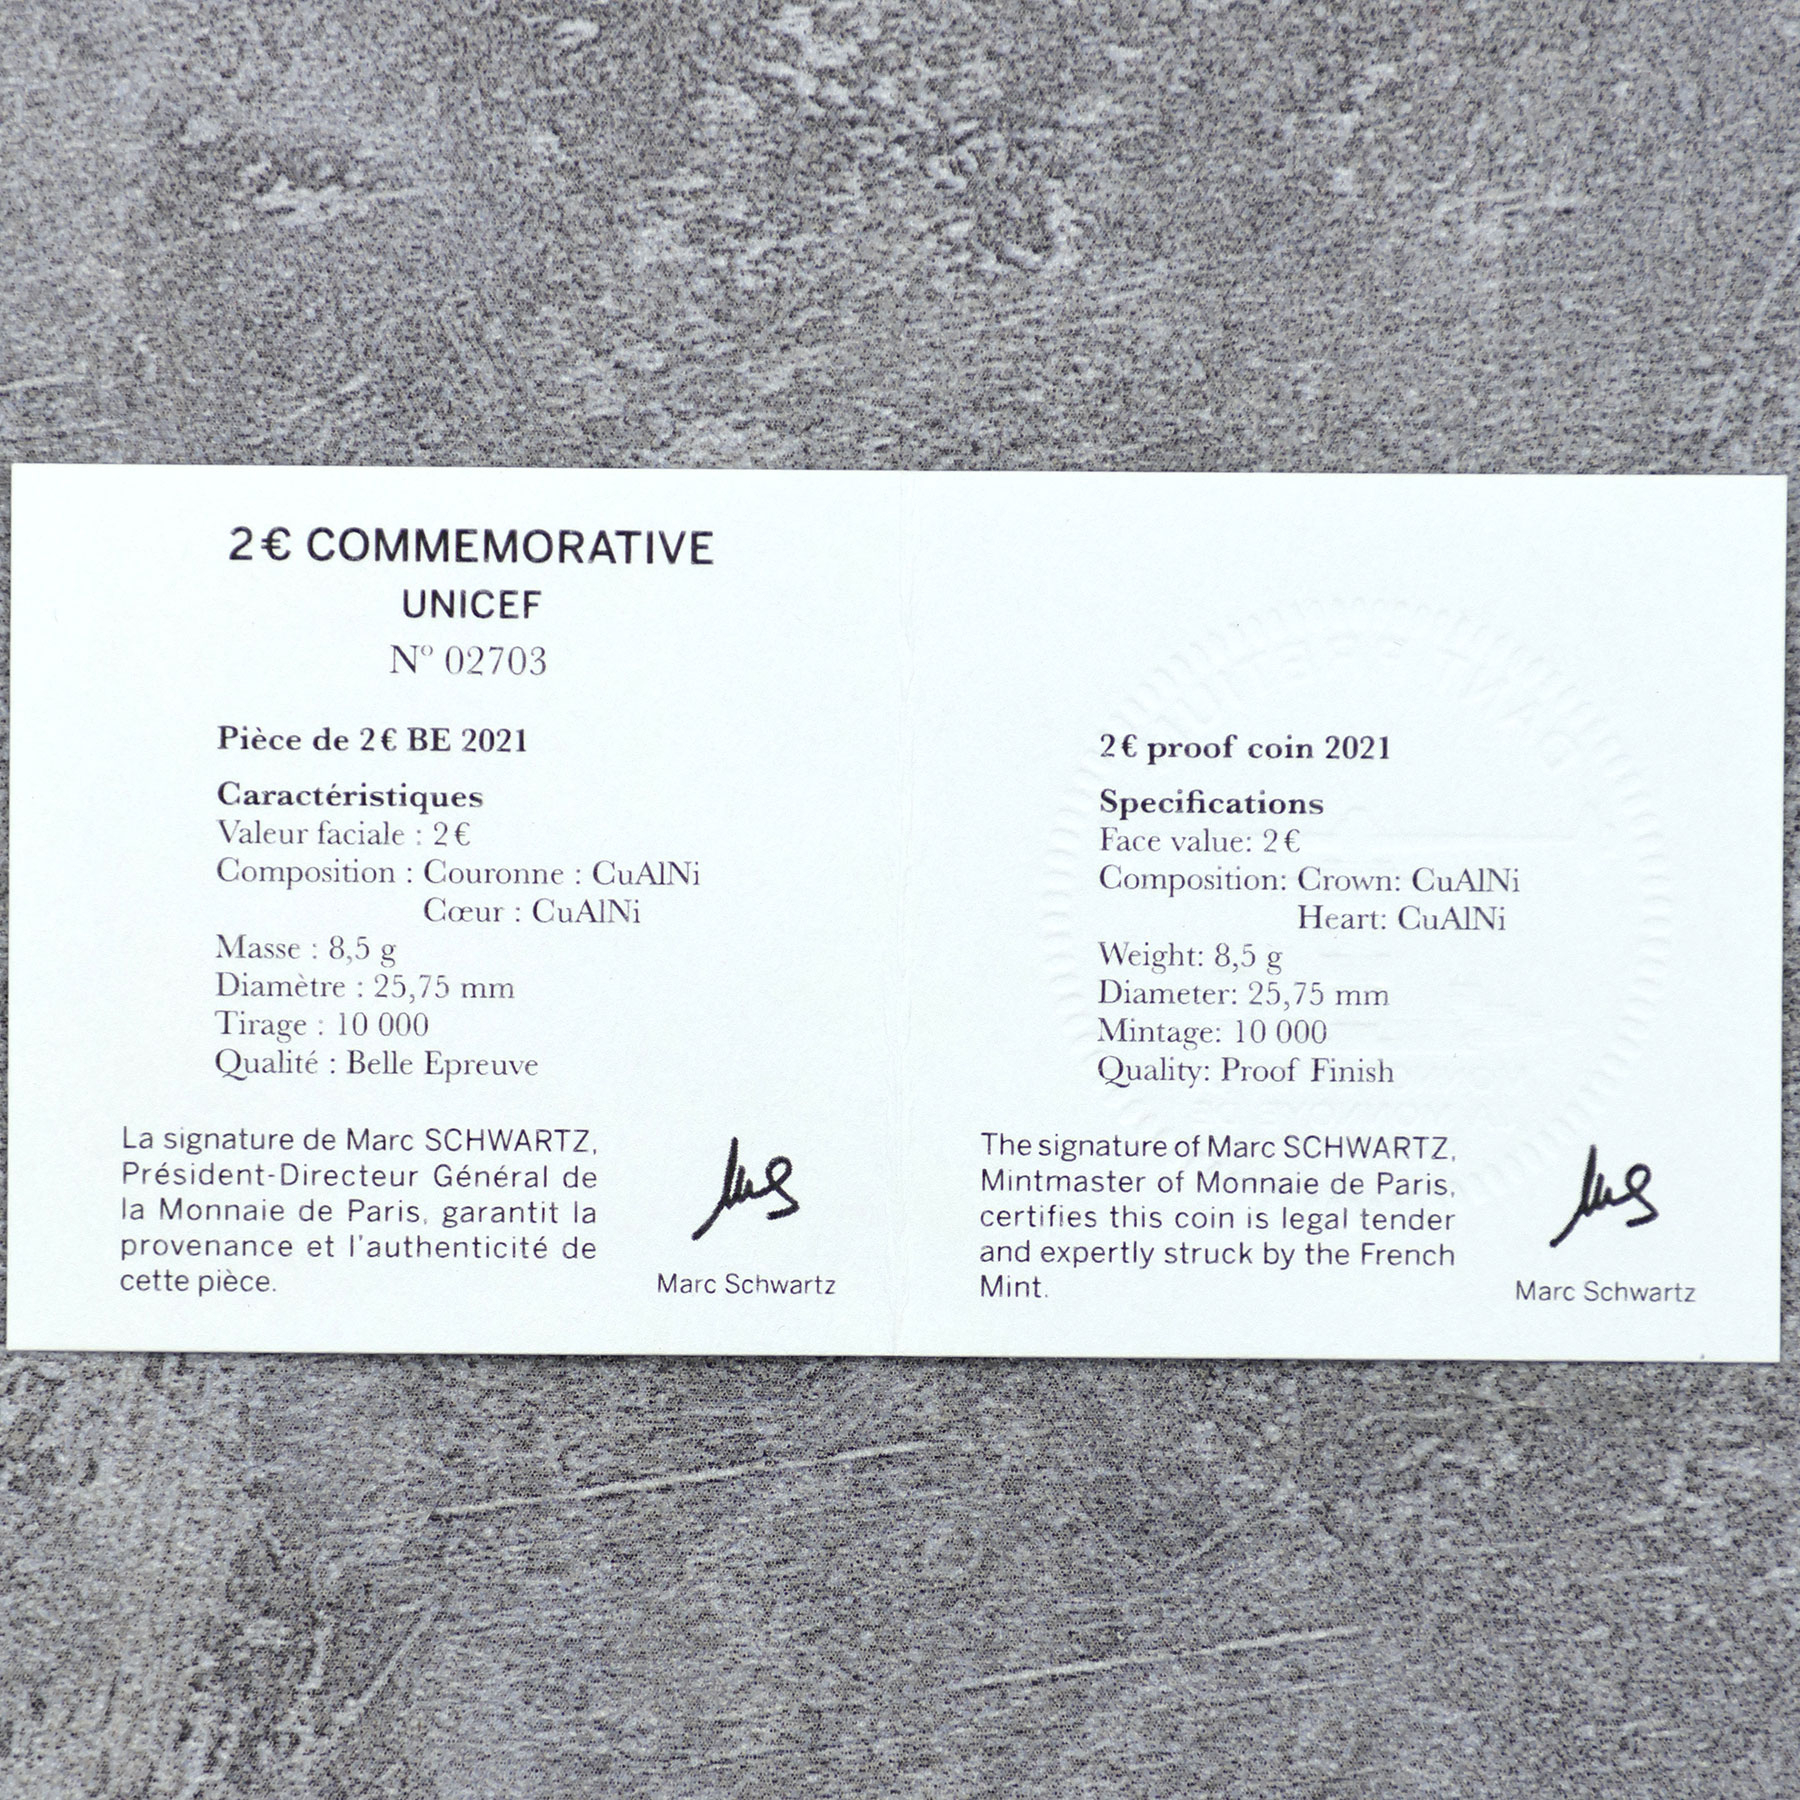 2 € COMMEMORATIVE
UNICEF
Nº 02703
Pièce de 2 € BE 2021
Caractéristiques
Valeur faciale : 2 €
Composition : Couronne : CuAlNi
Cœur : CuAlNi
Masse : 8,5 g
Diamètre : 25,75 mm
Tirage : 10 000
Qualité : Belle Epreuve
La signature de Marc SCHWARTZ,
Président-Directeur Général de
la Monnaie de Paris, garantit la
provenance et l'authenticité de
cette pièce.
Marc Schwartz
2 € proof coin 2021
Specifications
Face value: 2 €
Composition: Crown: CuAlNi
Heart: CuAlNi
Weight: 8,5 g
Diameter: 25,75 mm
Mintage: 10 000
Quality: Proof Finish
The signature of Marc SCHWARTZ,
Mintmaster of Monnaie de Paris,
certifies this coin is legal tender
and expertly struck by the French
Mint.
Marc Schwartz